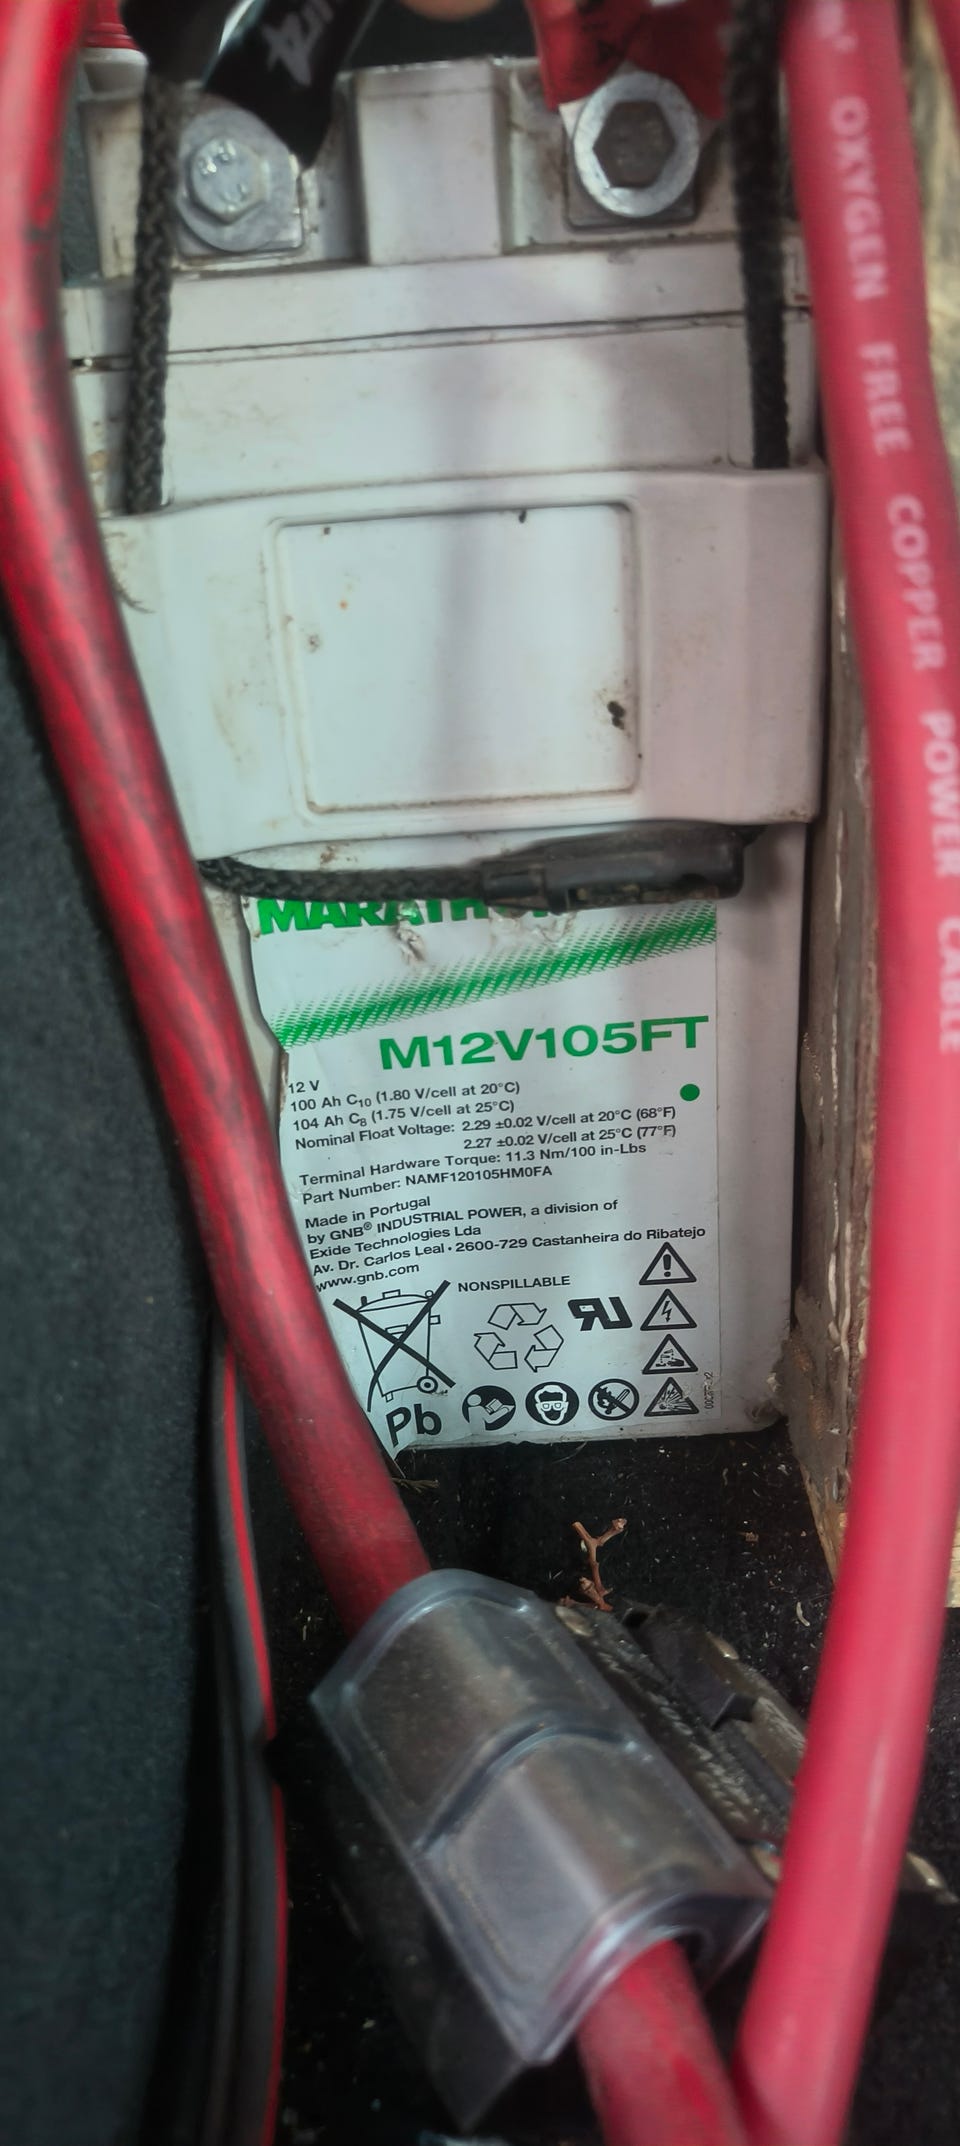 OXYGEN FREE COPPER POWER CABLE
MARATHON
M12V105FT
12 V
100 Ah C10 (1.80 V/cell at 20°C)
104 Ah C8 (1.75 V/cell at 25°C)
Nominal Float Voltage: 2.29 ±0.02 V/cell at 20°C (68°F)
2.27 ±0.02 V/cell at 25°C (77°F)
Terminal Hardware Torque: 11.3 Nm/100 in-Lbs
Part Number: NAMF120105HM0FA
Made in Portugal
by GNB® INDUSTRIAL POWER, a division of
Exide Technologies Lda
Av. Dr. Carlos Leal • 2600-729 Castanheira do Ribatejo
www.gnb.com
NONSPILLABLE
Pb